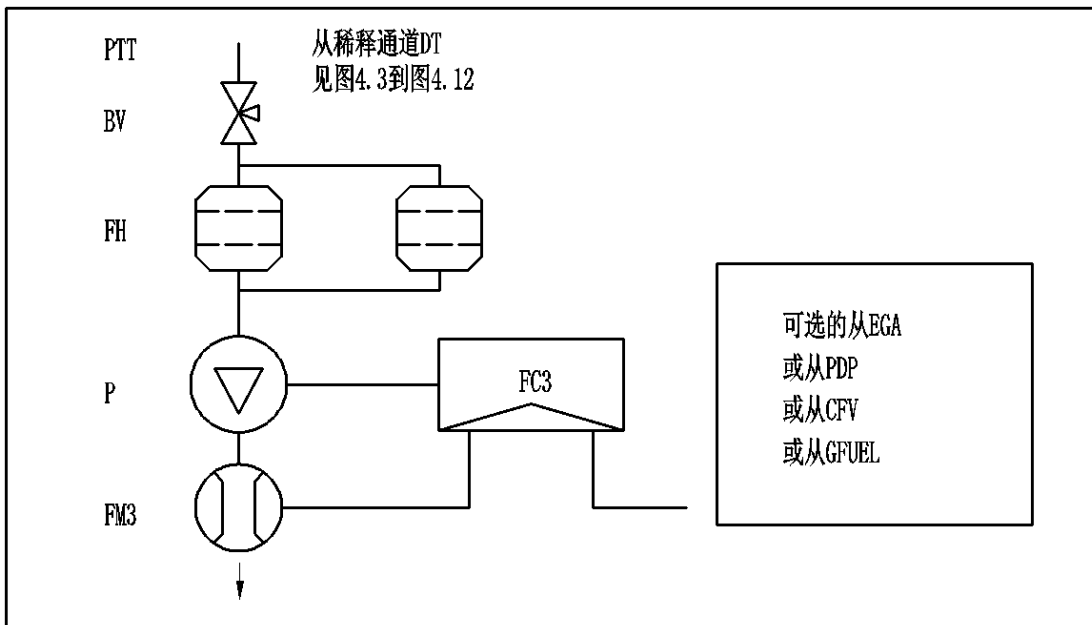 PTT
从稀释通道DT
见图4.3到图4.12
BV
FH
P
FC3
FM3
可选的从EGA
或从PDP
或从CFV
或从GFUEL